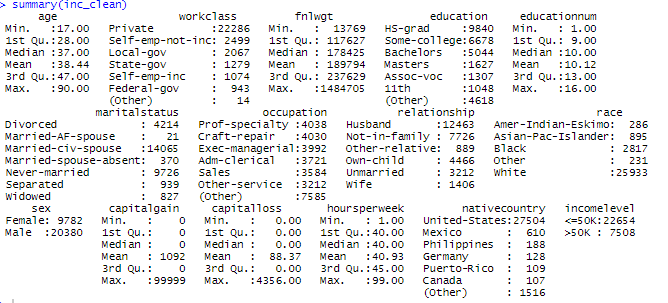 > summary(inc_clean)
age workclass fnlwgt education educationnum
Min. :17.00 Private :22286 Min. : 13769 HS-grad :9840 Min. : 1.00
1st Qu.:28.00 Self-emp-not-inc: 2499 1st Qu.: 117627 Some-college:6678 1st Qu.: 9.00
Median :37.00 Local-gov : 2067 Median : 178425 Bachelors :5044 Median :10.00
Mean :38.44 State-gov : 1279 Mean : 189794 Masters :1627 Mean :10.12
3rd Qu.:47.00 Self-emp-inc : 1074 3rd Qu.: 237629 Assoc-voc :1307 3rd Qu.:13.00
Max. :90.00 Federal-gov : 943 Max. :1484705 11th :1048 Max. :16.00
(Other) : 14 (Other) :4618
maritalstatus occupation relationship race
Divorced : 4214 Prof-specialty :4038 Husband :12463 Amer-Indian-Eskimo: 286
Married-AF-spouse : 21 Craft-repair :4030 Not-in-family : 7726 Asian-Pac-Islander: 895
Married-civ-spouse :14065 Exec-managerial:3992 Other-relative: 889 Black : 2817
Married-spouse-absent: 370 Adm-clerical :3721 Own-child : 4466 Other : 231
Never-married : 9726 Sales :3584 Unmarried : 3212 White :25933
Separated : 939 Other-service :3212 Wife : 1406
Widowed : 827 (Other) :7585
sex capitalgain capitalloss hoursperweek nativecountry incomelevel
Female: 9782 Min. : 0 Min. : 0.00 Min. : 1.00 United-States:27504 <=50K:22654
Male :20380 1st Qu.: 0 1st Qu.: 0.00 1st Qu.:40.00 Mexico : 610 >50K : 7508
Median : 0 Median : 0.00 Median :40.00 Philippines : 188
Mean : 1092 Mean : 88.37 Mean :40.93 Germany : 128
3rd Qu.: 0 3rd Qu.: 0.00 3rd Qu.:45.00 Puerto-Rico : 109
Max. :99999 Max. :4356.00 Max. :99.00 Canada : 107
(Other) : 1516